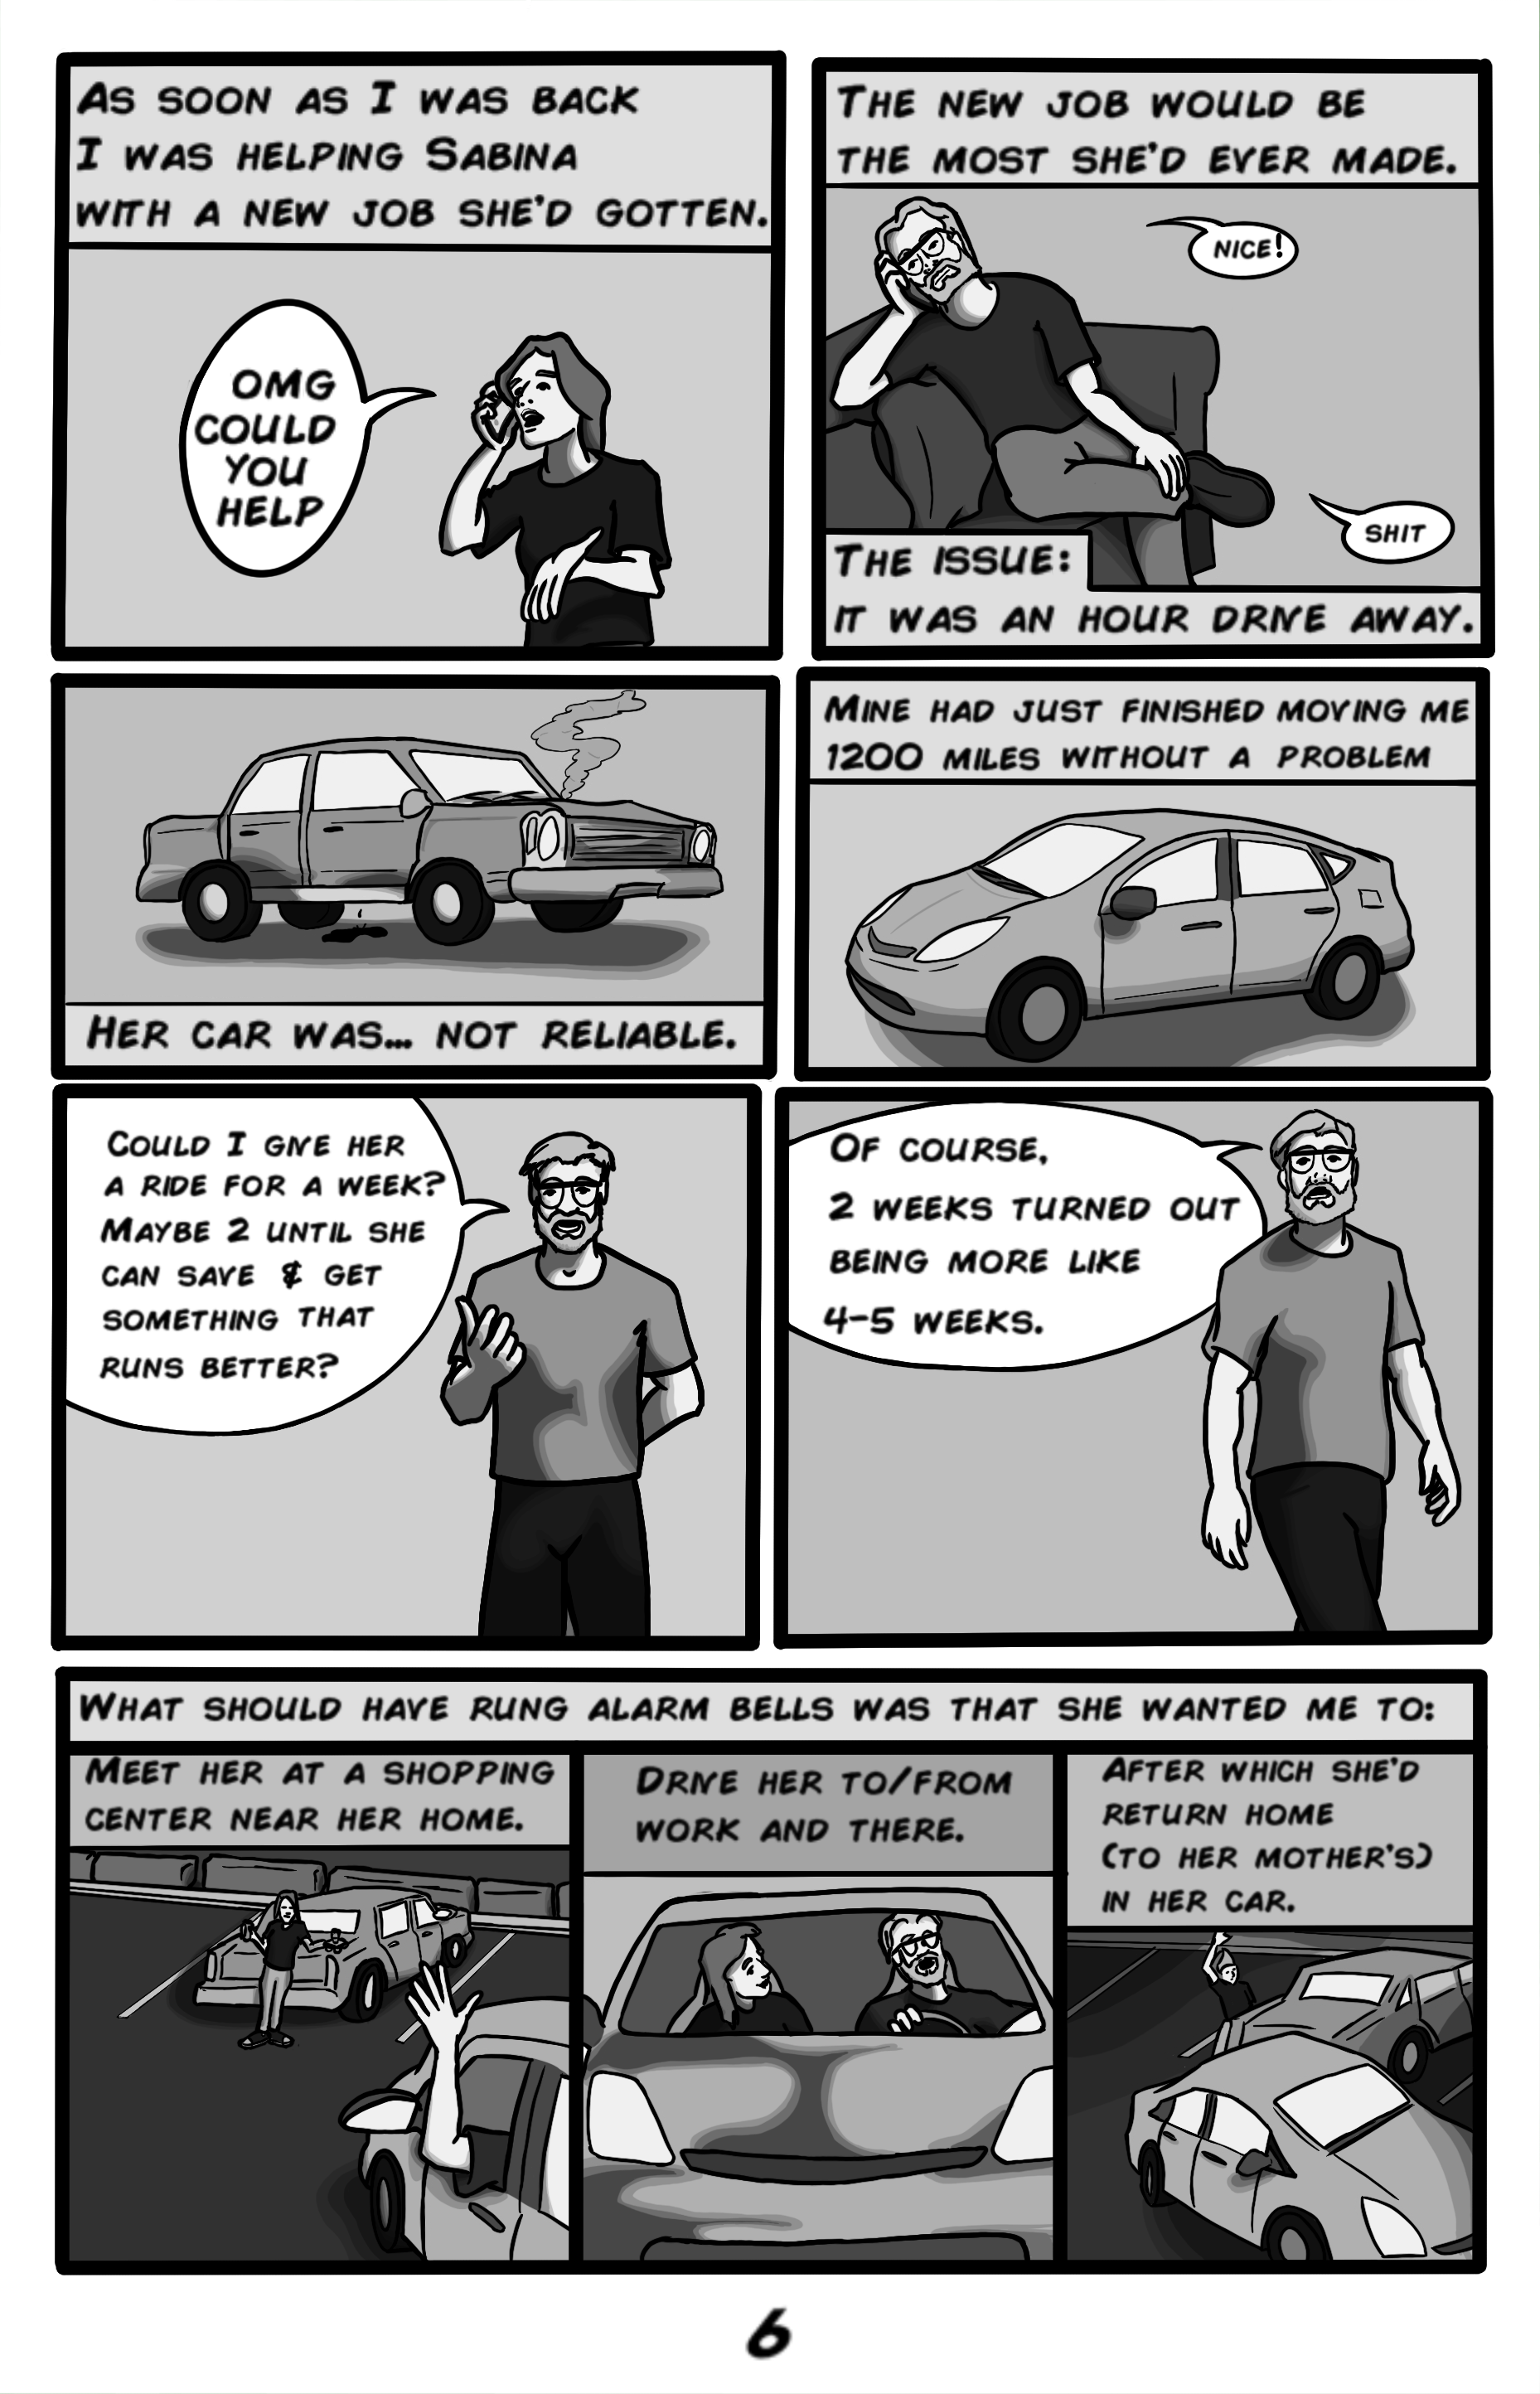 As soon as I was back
I was helping Sabina
with a new job she'd gotten.
OMG
could
you
help
The new job would be
the most she'd ever made.
nice!
shit
The issue:
it was an hour drive away.
Her car was... not reliable.
Mine had just finished moving me
1200 miles without a problem
Could I give her
a ride for a week?
Maybe 2 until she
can save & get
something that
runs better?
Of course,
2 weeks turned out
being more like
4-5 weeks.
What should have rung alarm bells was that she wanted me to:
Meet her at a shopping
center near her home.
Drive her to/from
work and there.
After which she'd
return home
(to her mother's)
in her car.
6